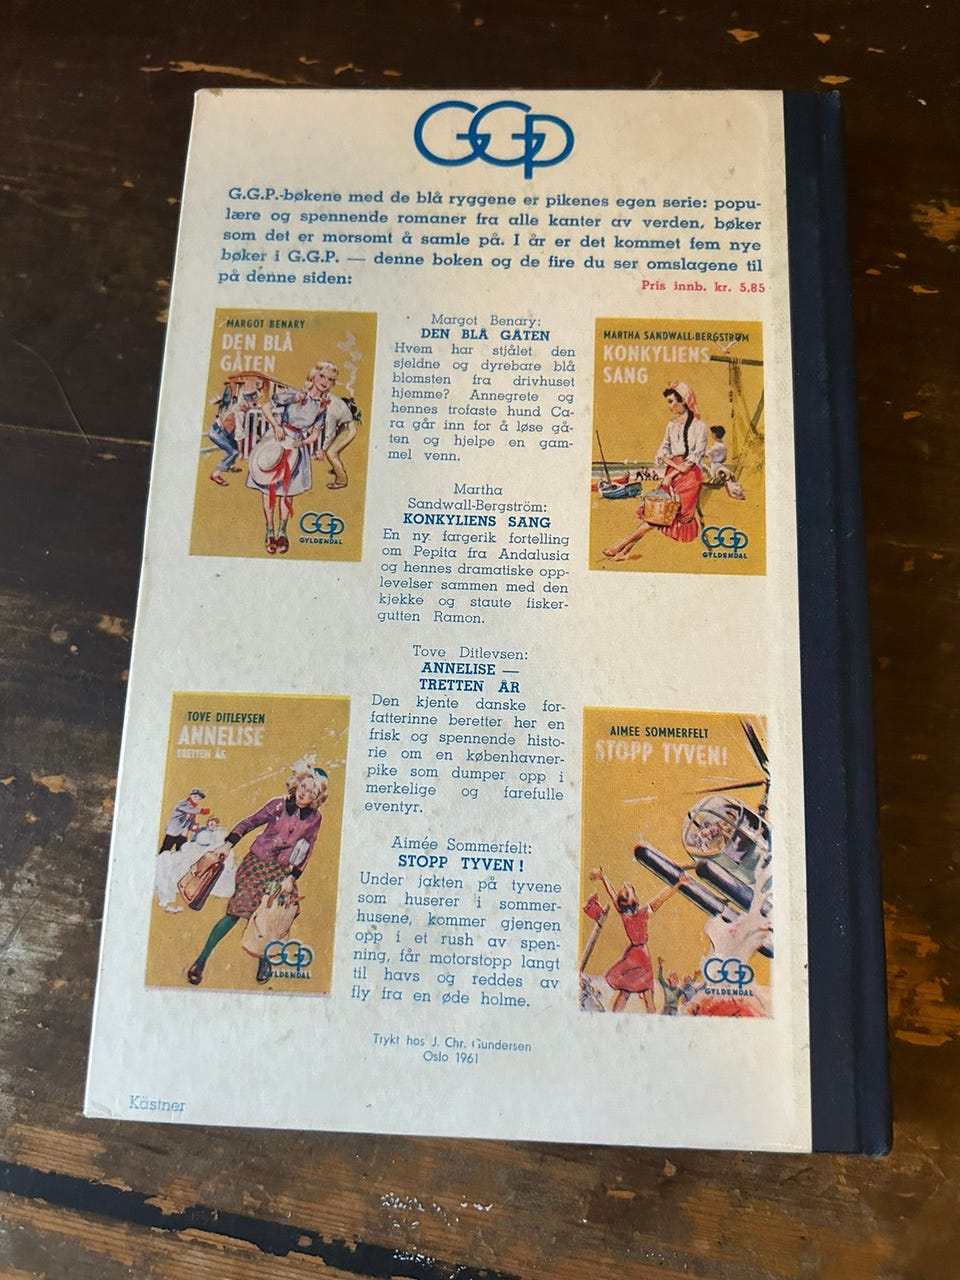 GGP
G.G.P.-bøkene med de blå ryggene er pikenes egen serie: popu-
lære og spennende romaner fra alle kanter av verden, bøker
som det er morsomt å samle på. I år er det kommet fem nye
bøker i G.G.P. — denne boken og de fire du ser omslagene til
på denne siden:
Pris innb. kr. 5,85
MARGOT BENARY
DEN BLÅ
GÅTEN
GGP
GYLDENDAL
Margot Benary:
DEN BLÅ GÅTEN
Hvem har stjålet den
sjeldne og dyrebare blå
blomsten fra drivhuset
hjemme? Annegrete og
hennes trofaste hund Ca-
ra går inn for å løse gå-
ten og hjelpe en gam-
mel venn.
MARTHA SANDWALL-BERGSTRØM
KONKYLIENS
SANG
GGP
GYLDENDAL
Martha
Sandwall-Bergström:
KONKYLIENS SANG
En ny, fargerik fortelling
om Pepita fra Andalusia
og hennes dramatiske opp-
levelser sammen med den
kjekke og staute fisker-
gutten Ramon.
TOVE DITLEVSEN
ANNELISE
TRETTEN ÅR
GGP
GYLDENDAL
Tove Ditlevsen:
ANNELISE —
TRETTEN ÅR
Den kjente danske for-
fatterinne beretter her en
frisk og spennende histo-
rie om en københavner-
pike som dumper opp i
merkelige og farefulle
eventyr.
AIMÉE SOMMERFELT
STOPP TYVEN!
GGP
GYLDENDAL
Aimée Sommerfelt:
STOPP TYVEN!
Under jakten på tyvene
som huserer i sommer-
husene, kommer gjengen
opp i et rush av spen-
ning, får motorstopp langt
til havs og reddes av
fly fra en øde holme.
Trykt hos J. Chr. Gundersen
Oslo 1961
Kästner